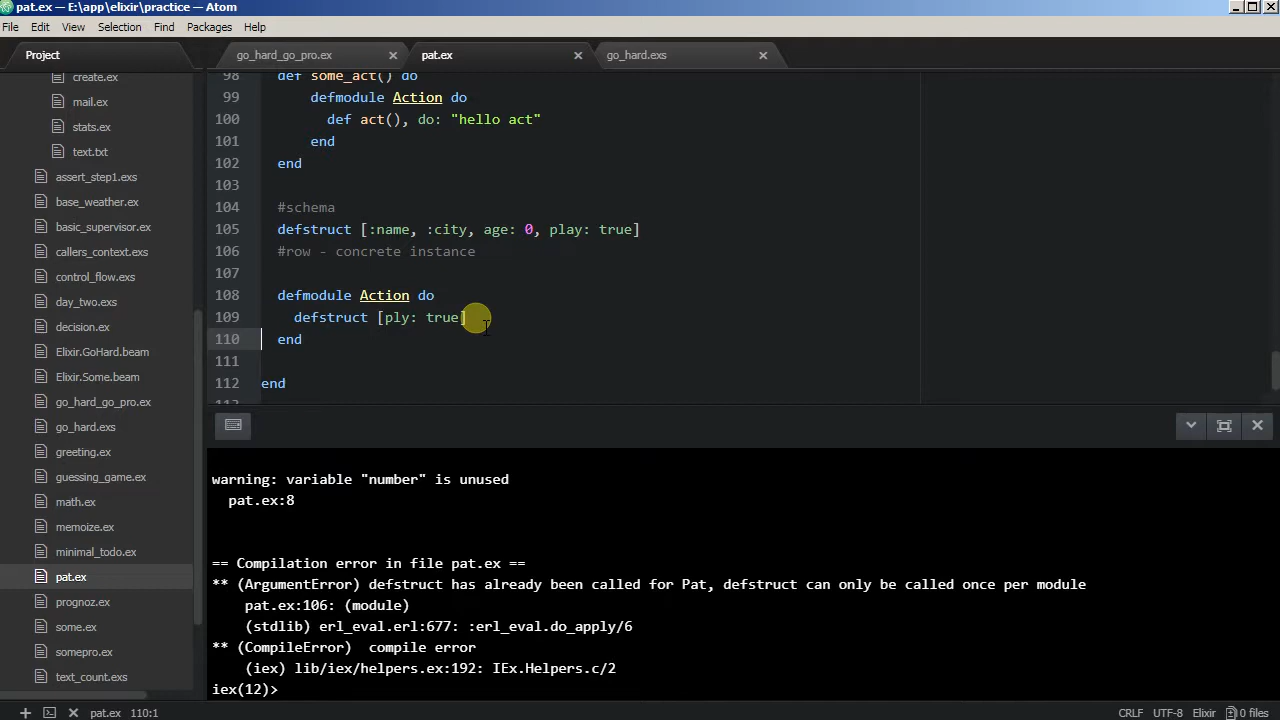 pat.ex — E:\app\elixir\practice — Atom
File Edit View Selection Find Packages Help
Project
go_hard_go_pro.ex
pat.ex
go_hard.exs
create.ex
mail.ex
stats.ex
text.txt
assert_step1.exs
base_weather.ex
basic_supervisor.ex
callers_context.exs
control_flow.exs
day_two.exs
decision.ex
Elixir.GoHard.beam
Elixir.Some.beam
go_hard_go_pro.ex
go_hard.exs
greeting.ex
guessing_game.ex
math.ex
memoize.ex
minimal_todo.ex
pat.ex
prognoz.ex
some.ex
somepro.ex
text_count.exs
98 def some_act() do
99 defmodule Action do
100 def act(), do: "hello act"
101 end
102 end
103
104 #schema
105 defstruct [:name, :city, age: 0, play: true]
106 #row - concrete instance
107
108 defmodule Action do
109 defstruct [ply: true]
110 end
111
112 end
113
warning: variable "number" is unused
pat.ex:8
== Compilation error in file pat.ex ==
** (ArgumentError) defstruct has already been called for Pat, defstruct can only be called once per module
pat.ex:106: (module)
(stdlib) erl_eval.erl:677: :erl_eval.do_apply/6
** (CompileError)  compile error
(iex) lib/iex/helpers.ex:192: IEx.Helpers.c/2
iex(12)>
pat.ex 110:1
CRLF UTF-8 Elixir 0 files